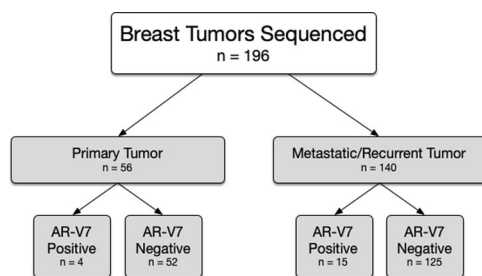 Breast Tumors Sequenced
n = 196
Primary Tumor
n = 56
Metastatic/Recurrent Tumor
n = 140
AR-V7
Positive
n = 4
AR-V7
Negative
n = 52
AR-V7
Positive
n = 15
AR-V7
Negative
n = 125